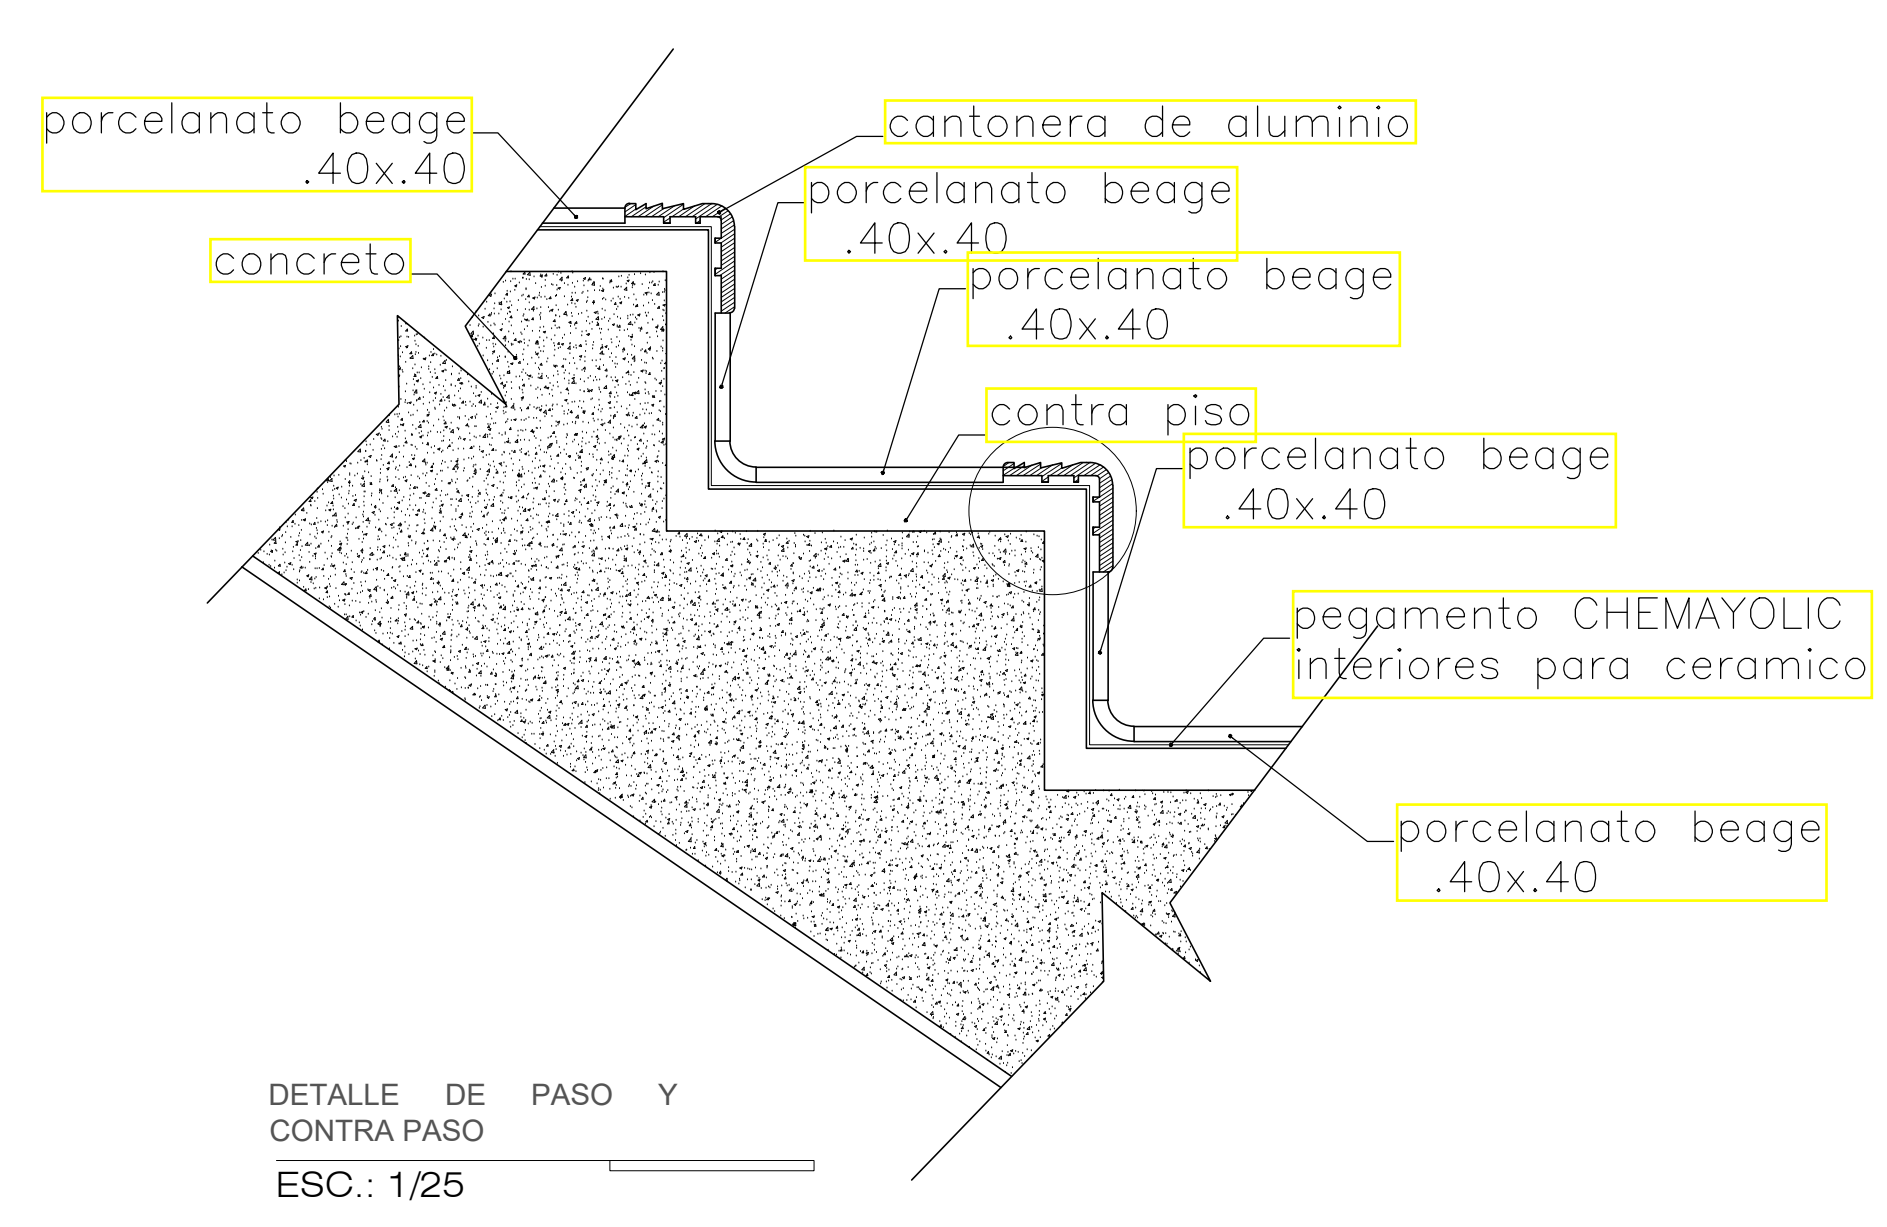 porcelanato beage
.40x.40
cantonera de aluminio
porcelanato beage
.40x.40
concreto
porcelanato beage
.40x.40
contra piso
porcelanato beage
.40x.40
pegamento CHEMAYOLIC
interiores para ceramico
porcelanato beage
.40x.40
DETALLE DE PASO Y
CONTRA PASO
ESC.: 1/25